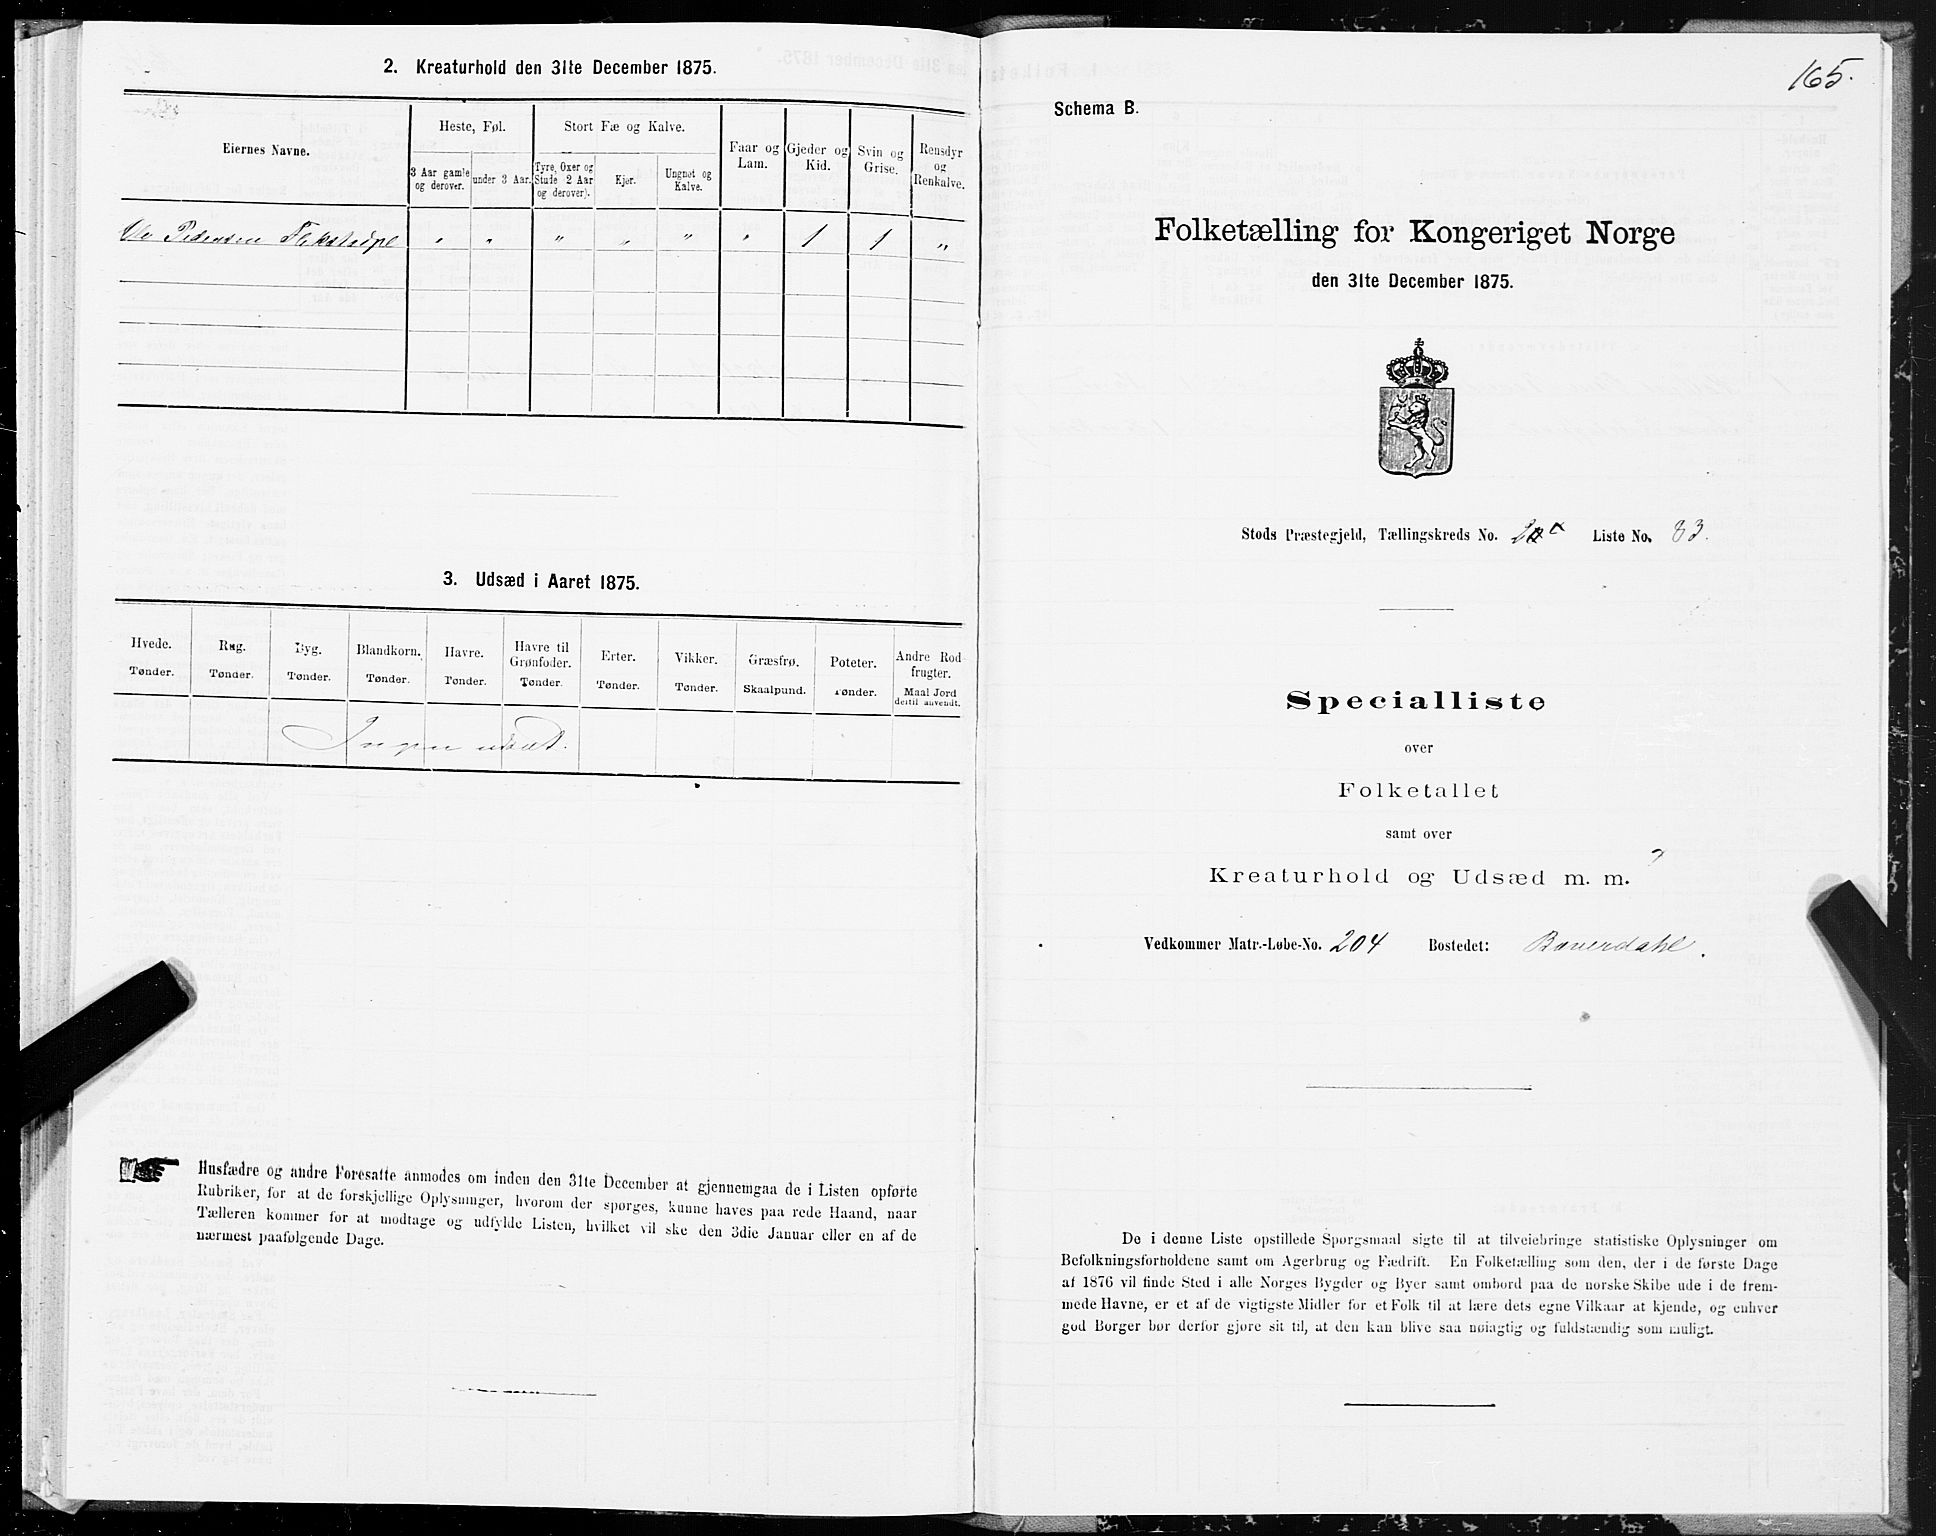 2. Kreaturhold den 31te December 1875.
Eiernes Navne.
Heste, Føl.
Stort Fæ og Kalve.
Faar og Lam.
Gjeder og Kid.
Svin og Grise.
Rensdyr og Renkalve.
3 Aar gamle og derover.
under 3 Aar.
Tyre, Oxer og Stude 2 Aar og derover).
Kjør.
Ungnøt og Kalve.
Ole Pedersen " " " " " " 1 1 "
3. Udsæd i Aaret 1875.
Hvede. Rug. Byg. Blandkorn. Havre. Havre til Grønfoder. Erter. Vikker. Græsfrø. Poteter. Andre Rodfrugter.
Tønder. Tønder. Tønder. Tønder. Tønder. Tønder. Tønder. Tønder. Skaalpund. Tønder. Maal Jord dertil anvendt.
Ingen udsæt.
Husfædre og andre Foresatte anmodes om inden den 31te December at gjennemgaa de i Listen opførte
Rubriker, for at de forskjellige Oplysninger, hvorom der spørges, kunne haves paa rede Haand, naar
Tælleren kommer for at modtage og udfylde Listen, hvilket vil ske den 3die Januar eller en af de
nærmest paafølgende Dage.
165.
Schema B.
Folketælling for Kongeriget Norge
den 31te December 1875.
Stods Præstegjeld, Tællingskreds No. Liste No. 83.
Specialliste
over
Folketallet
samt over
Kreaturhold og Udsæd m. m.
Vedkommer Matr.-Løbe-No. 204 Bostedet: Baverdahl.
De i denne Liste opstillede Spørgsmaal sigte til at tilveiebringe statistiske Oplysninger om
Befolkningsforholdene samt om Agerbrug og Fædrift. En Folketælling som den, der i de første Dage
af 1876 vil finde Sted i alle Norges Bygder og Byer samt ombord paa de norske Skibe ude i de frem-
mede Havne, er et af de vigtigste Midler for et Folk til at lære dets egne Vilkaar at kjende, og enhver
god Borger bør derfor gjøre sit til, at den kan blive saa nøiagtig og fuldstændig som muligt.